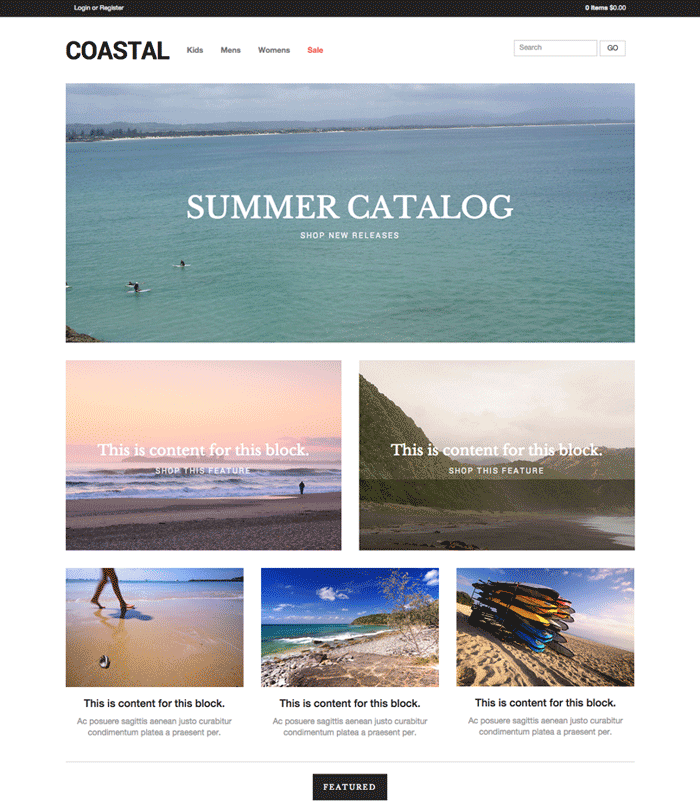 Login or Register
0 Items $0.00
COASTAL
Kids Mens Womens Sale
Search GO
SUMMER CATALOG
SHOP NEW RELEASES
This is content for this block.
SHOP THIS FEATURE
This is content for this block.
SHOP THIS FEATURE
This is content for this block.
Ac posuere sagittis aenean justo curabitur
condimentum platea a praesent per.
This is content for this block.
Ac posuere sagittis aenean justo curabitur
condimentum platea a praesent per.
This is content for this block.
Ac posuere sagittis aenean justo curabitur
condimentum platea a praesent per.
FEATURED